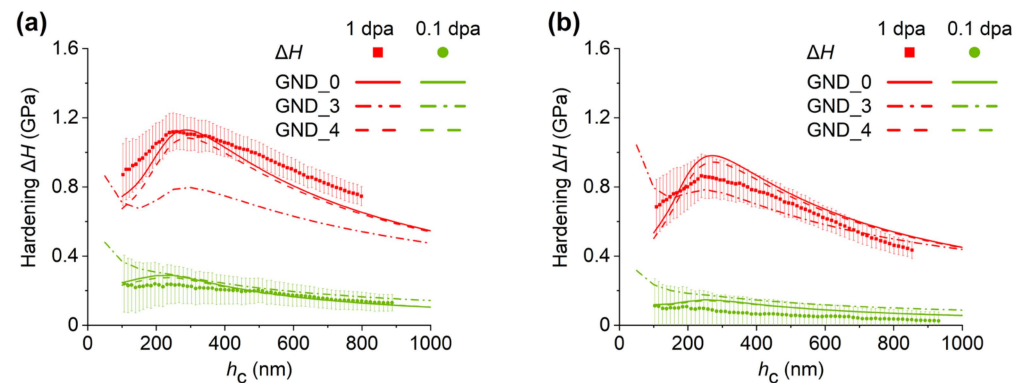 (a)
1 dpa 0.1 dpa
ΔH
GND_0
GND_3
GND_4
1.6
1.2
0.8
0.4
0
Hardening ΔH (GPa)
0 200 400 600 800 1000
hc (nm)
(b)
1 dpa 0.1 dpa
ΔH
GND_0
GND_3
GND_4
1.6
1.2
0.8
0.4
0
Hardening ΔH (GPa)
0 200 400 600 800 1000
hc (nm)